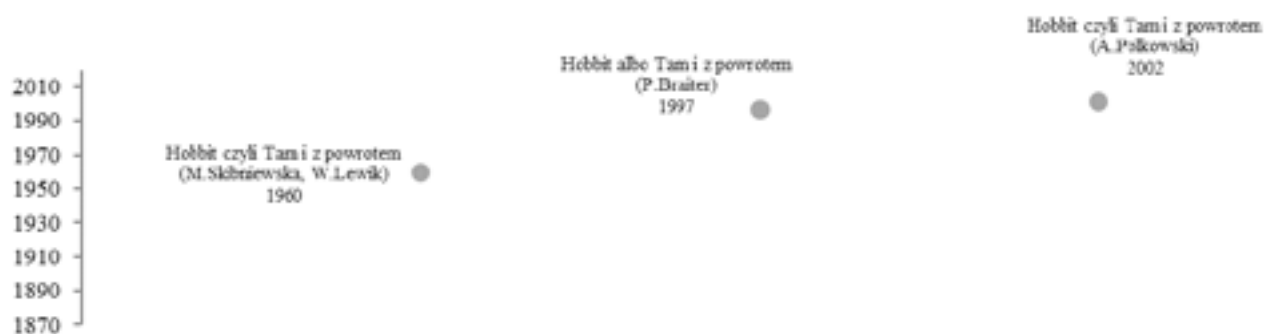 Hobbit czyli Tam i z powrotem
(A.Polkowski)
2002
Hobbit albo Tam i z powrotem
(P.Braiter)
1997
Hobbit czyli Tam i z powrotem
(M.Skibniewska, W.Lewik)
1960
2010
1990
1970
1950
1930
1910
1890
1870